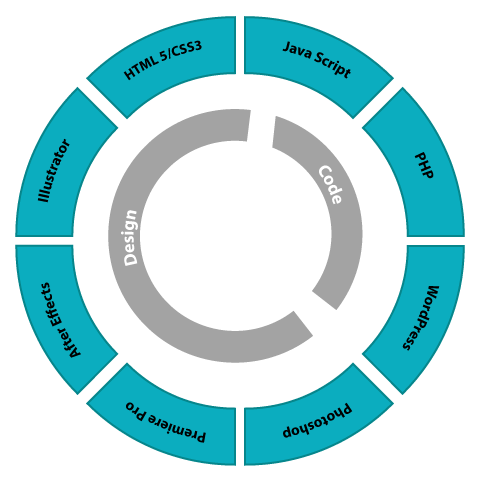 HTML 5/CSS3
Java Script
PHP
WordPress
Photoshop
Premiere Pro
After Effects
Illustrator
Design
Code